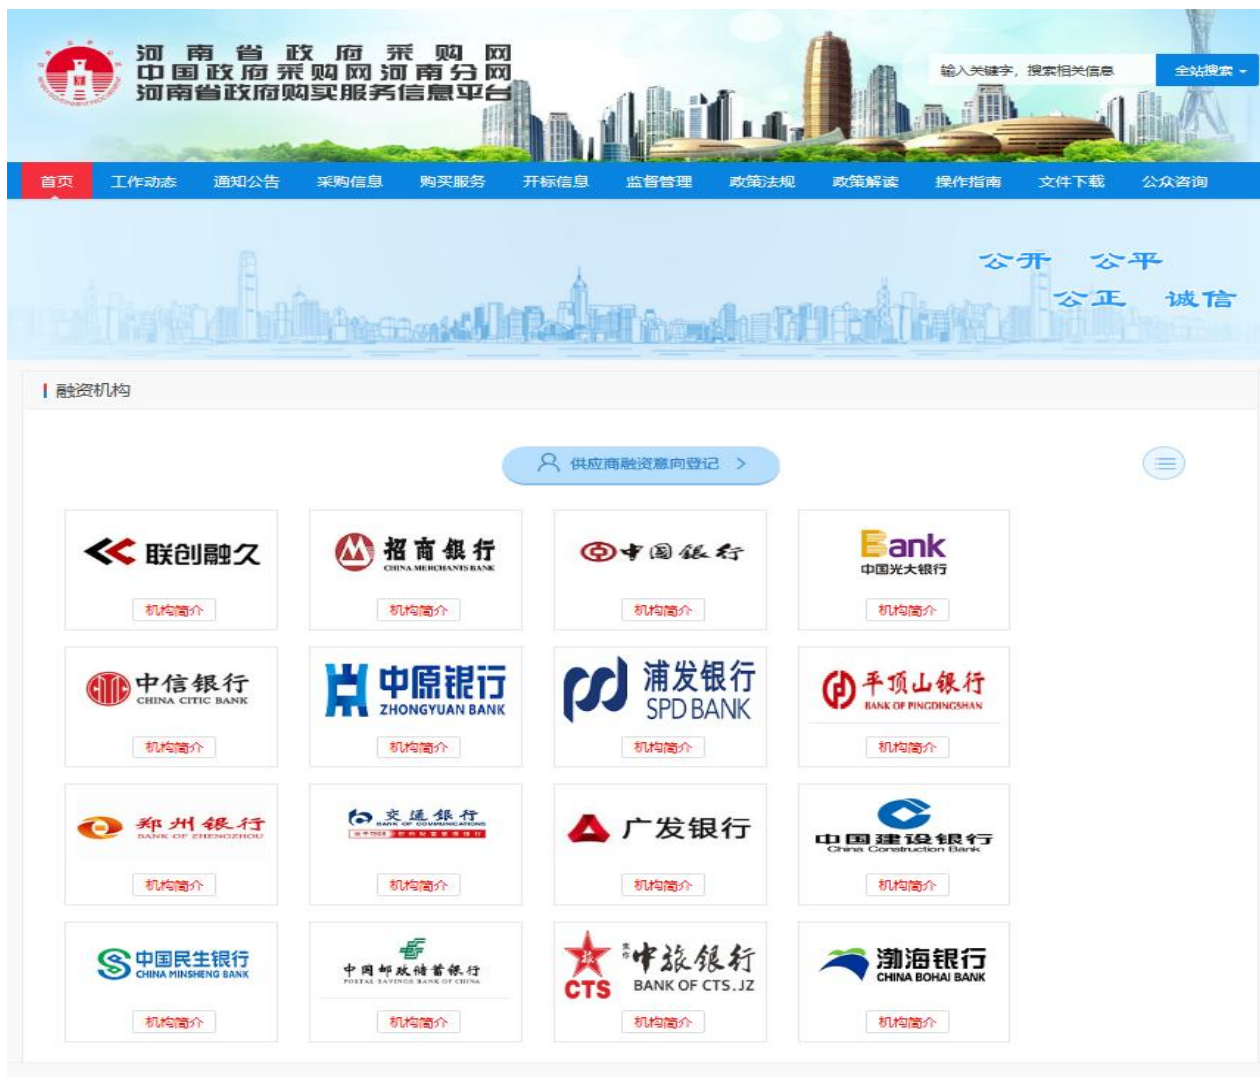 河南省政府采购网
中国政府采购网河南分网
河南省政府购买服务信息平台
输入关键字，搜索相关信息 全站搜索
首页 工作动态 通知公告 采购信息 购买服务 开标信息 监督管理 政策法规 政策解读 操作指南 文件下载 公众咨询
公开 公平
公正 诚信
融资机构
供应商融资意向登记 >
联创融久 招商银行 中国银行 Bank
CHINA MERCHANTS BANK 中国光大银行
机构简介 机构简介 机构简介 机构简介
中信银行 中原银行 浦发银行 平顶山银行
CHINA CITIC BANK ZHONGYUAN BANK SPD BANK BANK OF PINGDINGSHAN
机构简介 机构简介 机构简介 机构简介
郑州银行 交通银行 广发银行 中国建设银行
BANK OF ZHENGZHOU BANK OF COMMUNICATIONS China Construction Bank
机构简介 机构简介 机构简介 机构简介
中国民生银行 中国邮政储蓄银行 焦作中旅银行 渤海银行
CHINA MINSHENG BANK POSTAL SAVINGS BANK OF CHINA CTS BANK OF CTS.JZ CHINA BOHAI BANK
机构简介 机构简介 机构简介 机构简介